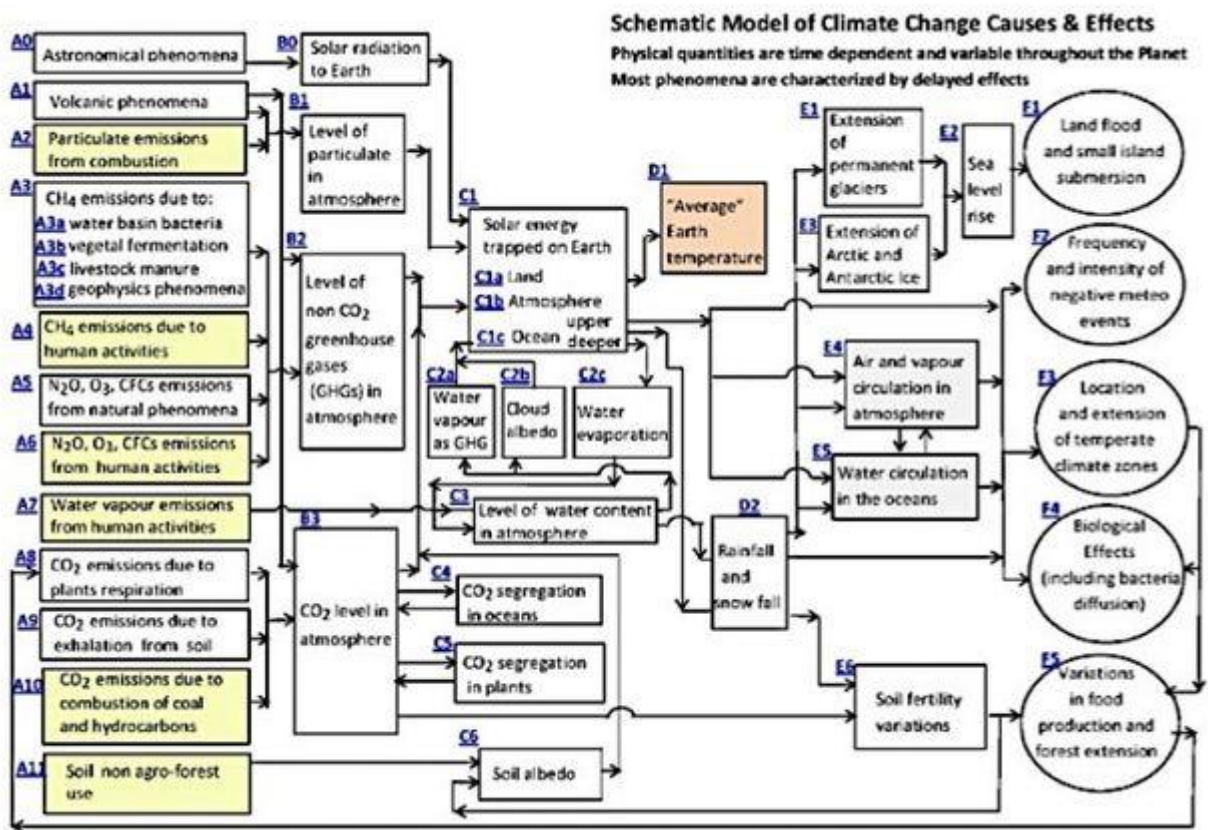 Schematic Model of Climate Change Causes & Effects
Physical quantities are time dependent and variable throughout the Planet
Most phenomena are characterized by delayed effects
A0
Astronomical phenomena
A1
Volcanic phenomena
A2
Particulate emissions
from combustion
A3
CH4 emissions due to:
A3a water basin bacteria
A3b vegetal fermentation
A3c livestock manure
A3d geophysics phenomena
A4
CH4 emissions due to
human activities
A5
N2O, O3, CFCs emissions
from natural phenomena
A6
N2O, O3, CFCs emissions
from human activities
A7
Water vapour emissions
from human activities
A8
CO2 emissions due to
plants respiration
A9
CO2 emissions due to
exhalation from soil
A10
CO2 emissions due to
combustion of coal
and hydrocarbons
A11
Soil non agro-forest
use
B0
Solar radiation
to Earth
B1
Level of
particulate
in
atmosphere
B2
Level of
non CO2
greenhouse
gases
(GHGs) in
atmosphere
B3
CO2 level in
atmosphere
C1
Solar energy
trapped on Earth
C1a Land
C1b Atmosphere
C1c Ocean upper
deeper
C2a
Water
vapour
as GHG
C2b
Cloud
albedo
C2c
Water
evaporation
C3
Level of water content
in atmosphere
C4
CO2 segregation
in oceans
C5
CO2 segregation
in plants
C6
Soil albedo
D1
"Average"
Earth
temperature
D2
Rainfall
and
snow fall
E1
Extension
of
permanent
glaciers
E2
Sea
level
rise
E3
Extension of
Arctic and
Antarctic Ice
E4
Air and vapour
circulation in
atmosphere
E5
Water circulation
in the oceans
E6
Soil fertility
variations
F1
Land flood
and small island
submersion
F2
Frequency
and intensity of
negative meteo
events
F3
Location
and extension
of temperate
climate zones
F4
Biological
Effects
(including bacteria
diffusion)
F5
Variations
in food
production and
forest extension